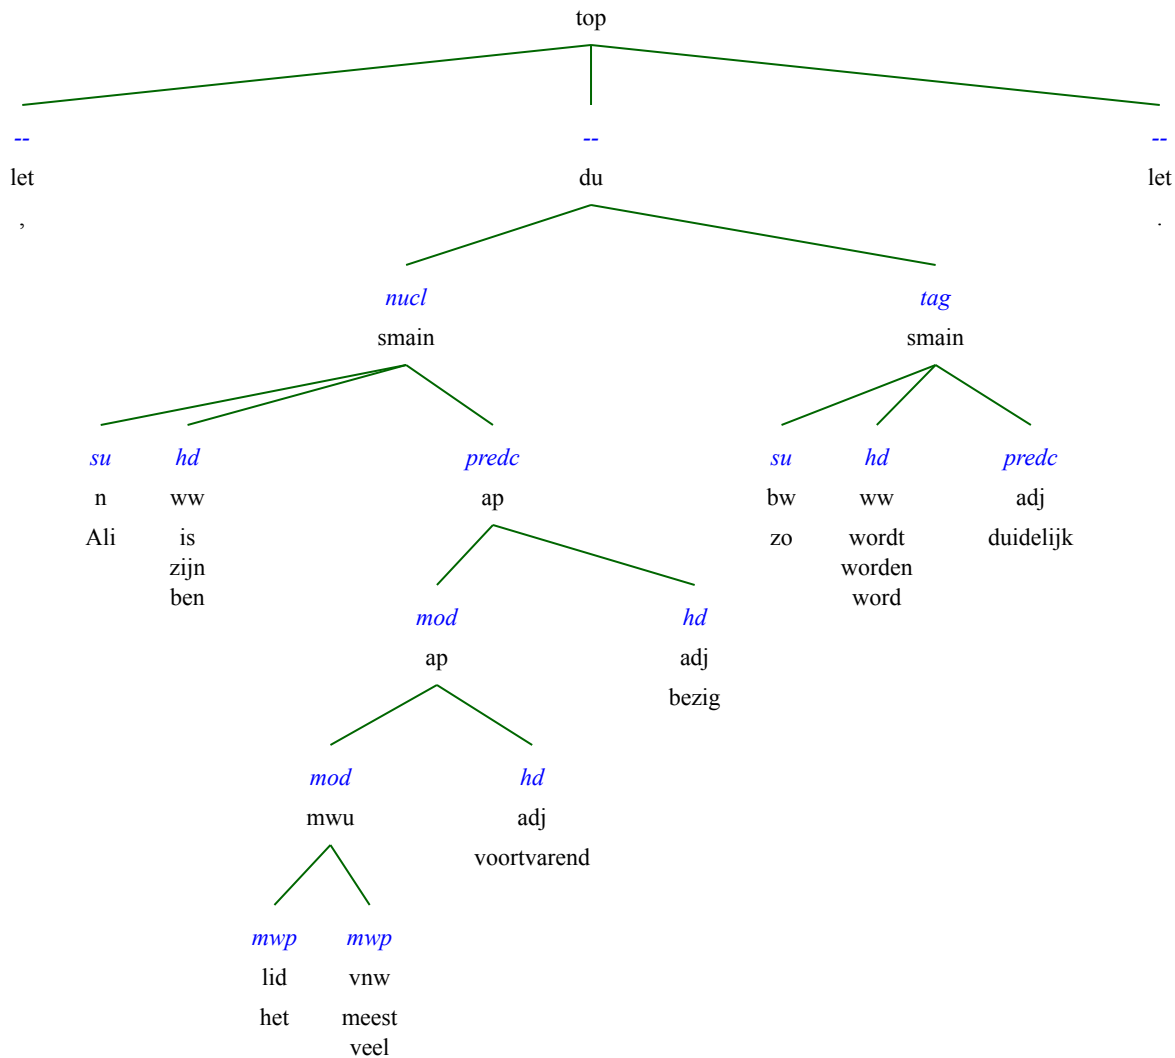 top
-- -- --
let du let
, .
nucl tag
smain smain
su hd predc su hd predc
n ww ap bw ww adj
Ali is zo wordt duidelijk
zijn worden
ben word
mod hd
ap adj
bezig
mod hd
mwu adj
voortvarend
mwp mwp
lid vnw
het meest
veel